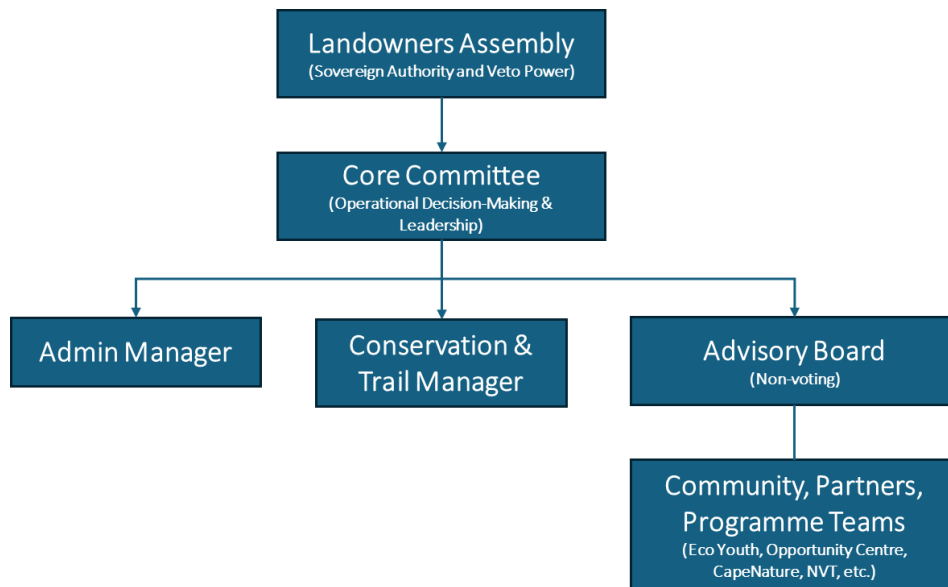 Landowners Assembly
(Sovereign Authority and Veto Power)
Core Committee
(Operational Decision-Making &
Leadership)
Admin Manager
Conservation &
Trail Manager
Advisory Board
(Non-voting)
Community, Partners,
Programme Teams
(Eco Youth, Opportunity Centre,
CapeNature, NVT, etc.)